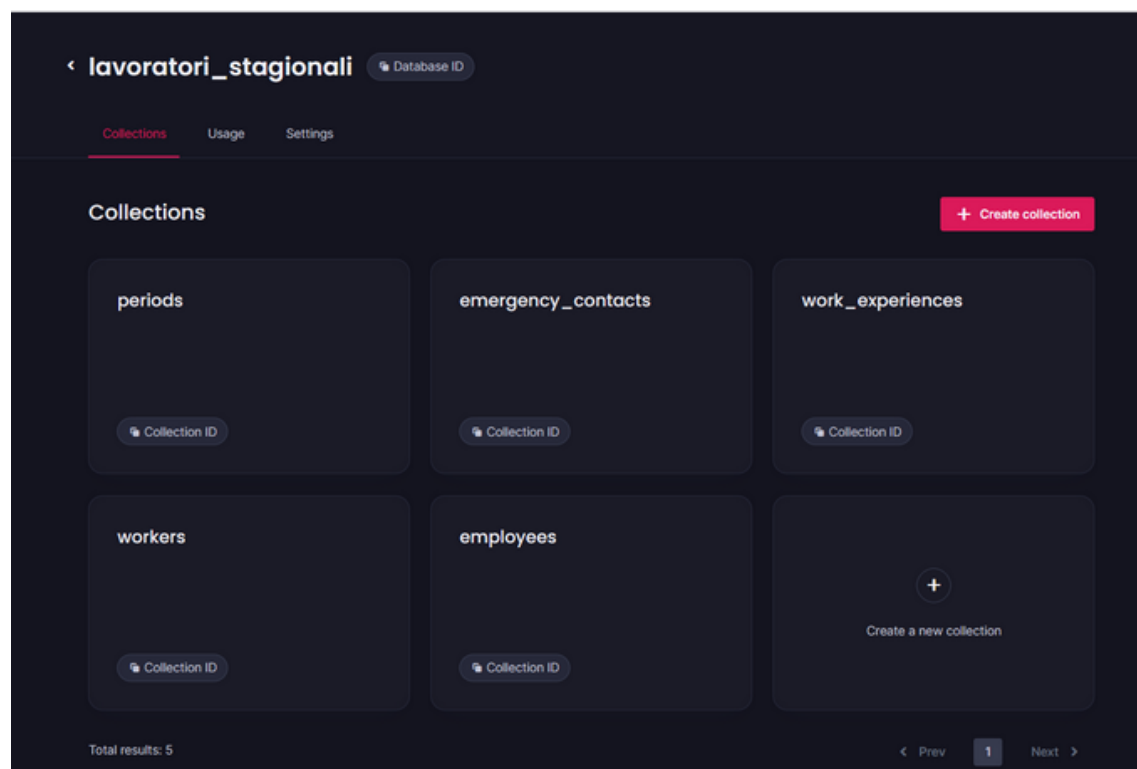 lavoratori_stagionali Database ID
Collections Usage Settings
Collections
+ Create collection
periods
emergency_contacts
work_experiences
Collection ID
Collection ID
Collection ID
workers
employees
Create a new collection
Collection ID
Collection ID
Total results: 5
Prev 1 Next